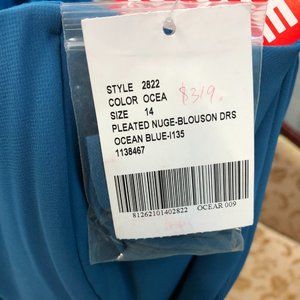 STYLE 2822
COLOR OCEA $319.
SIZE 14
PLEATED NUGE-BLOUSON DRS
OCEAN BLUE-I135
1138467
81262101402822 OCEAR 009